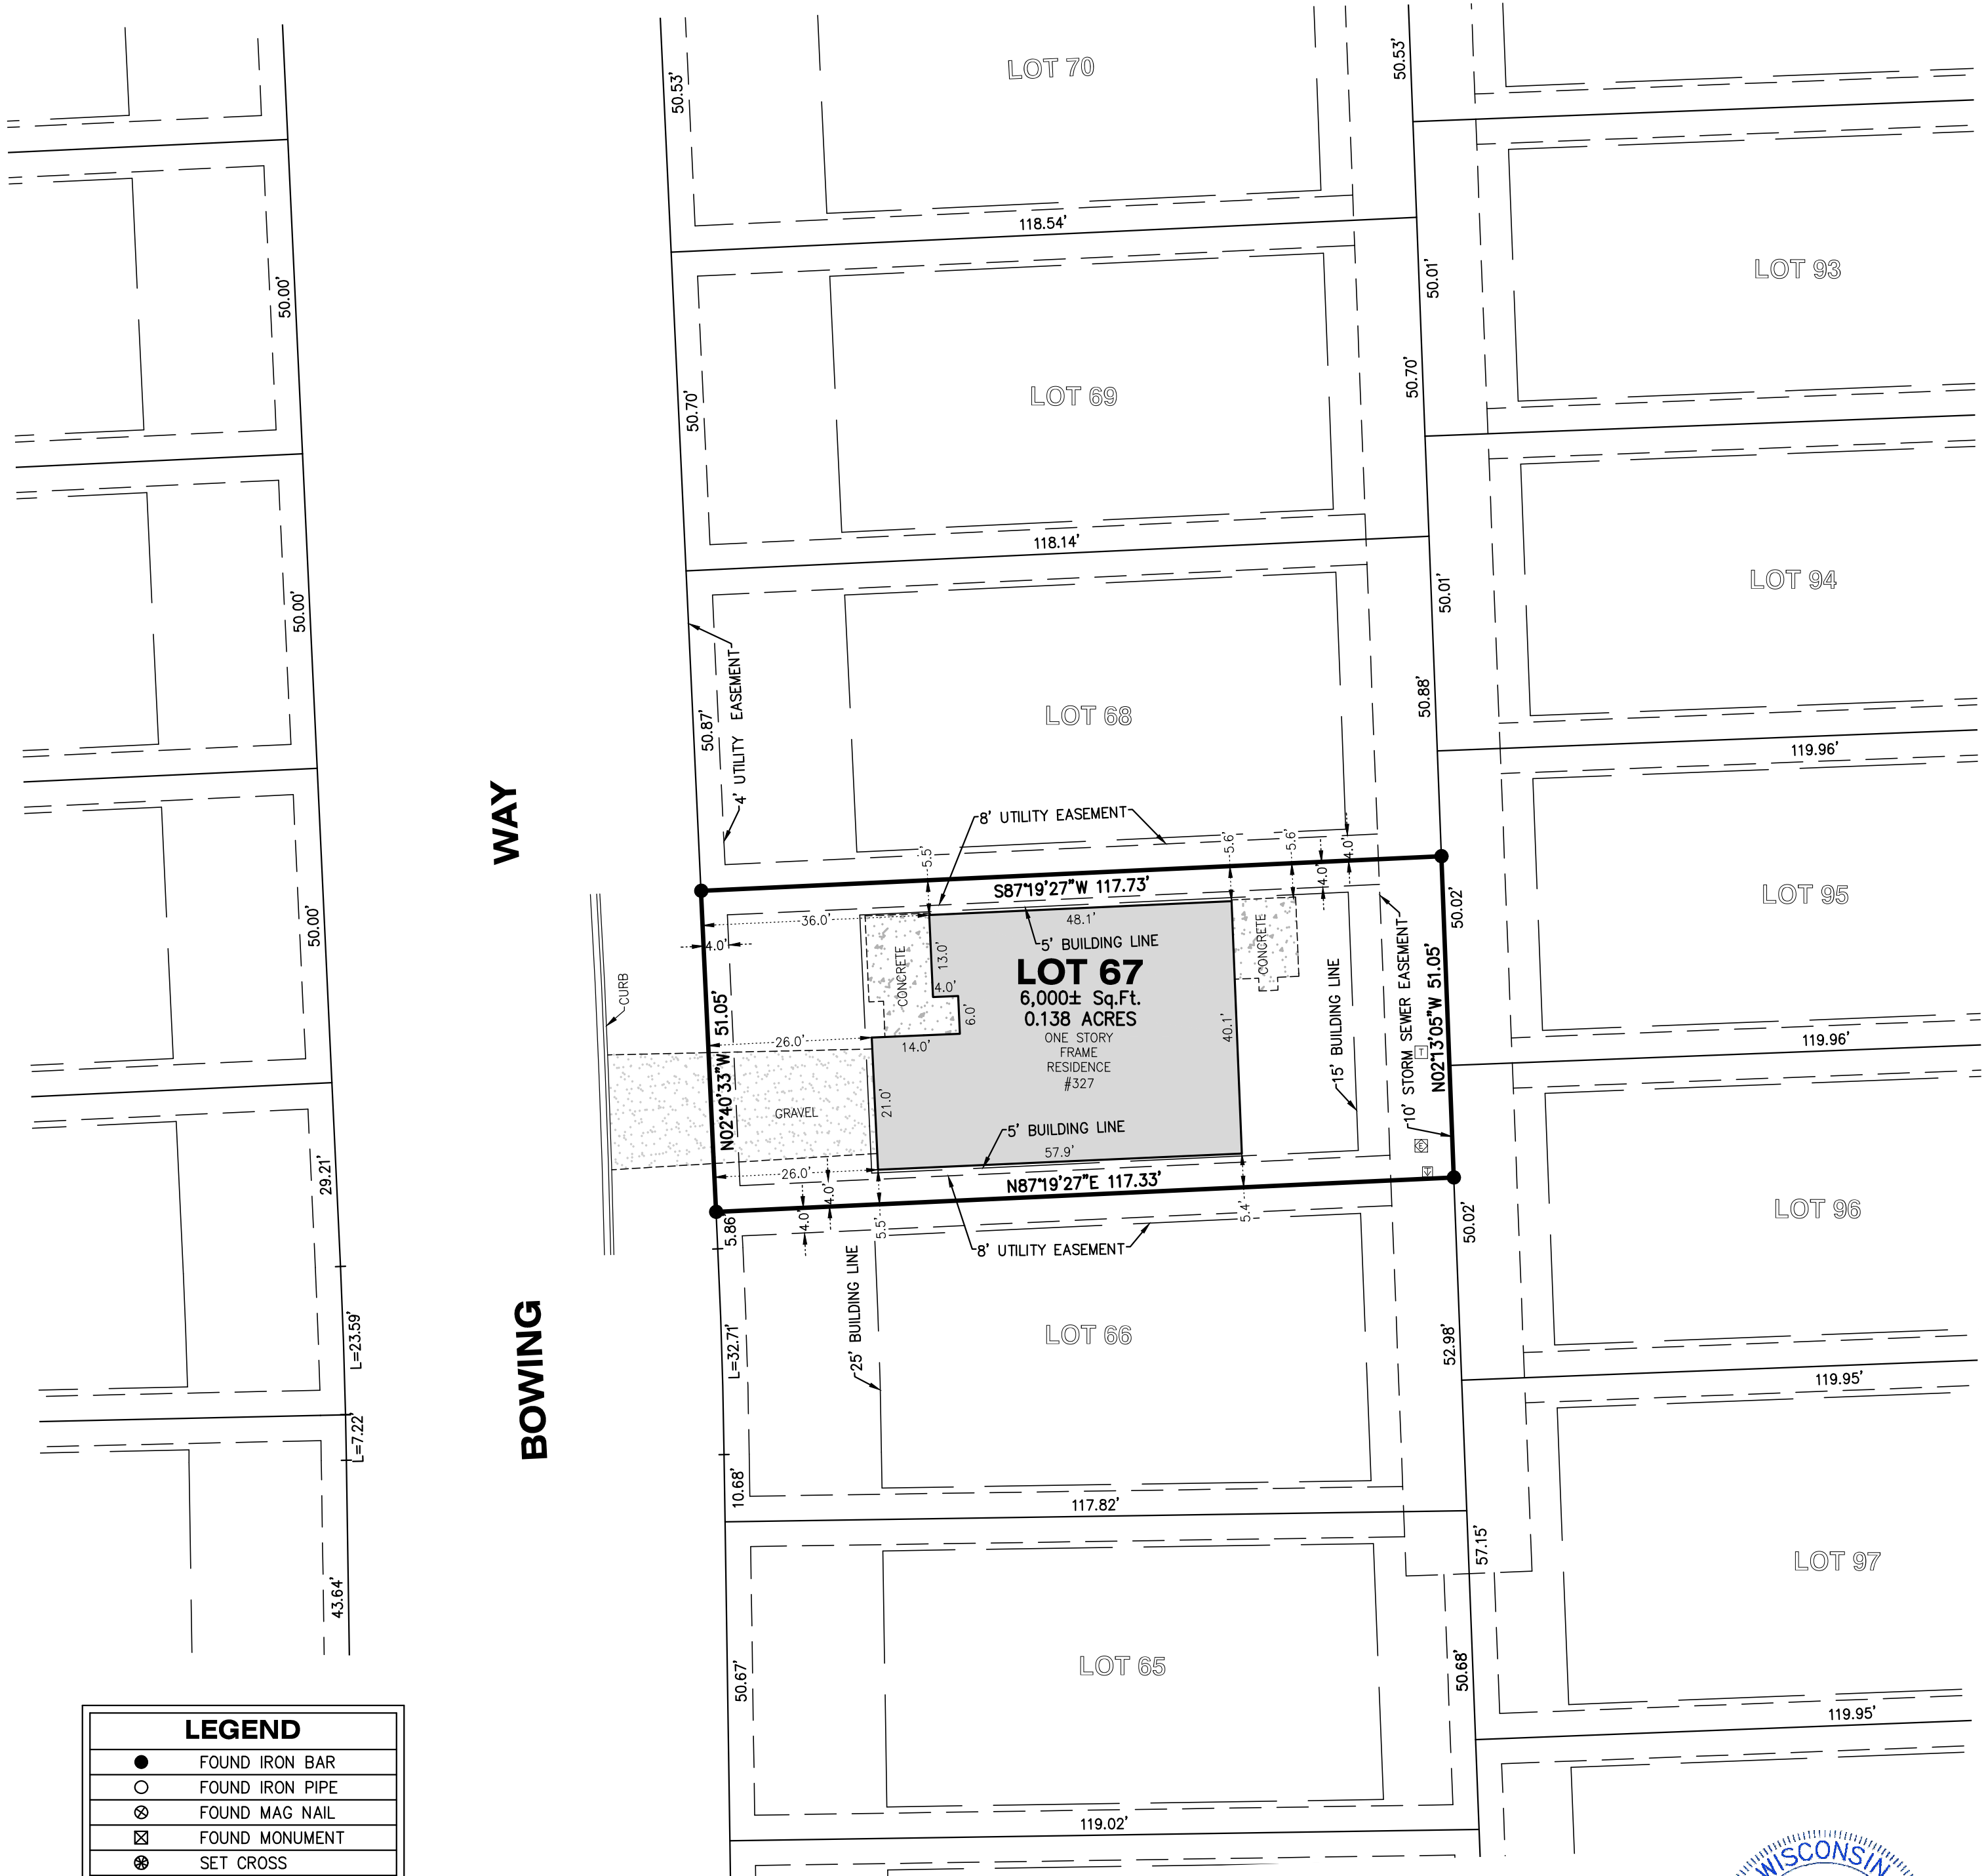 50.53'
50.53'
LOT 70
118.54'
50.00'
50.01'
LOT 93
50.70'
LOT 69
50.70'
118.14'
50.00'
50.01'
LOT 94
4' UTILITY EASEMENT
50.87'
LOT 68
50.88'
119.96'
WAY
8' UTILITY EASEMENT
5.5'
5.6'
5.6'
4.0'
4.0'
S87°19'27"W 117.73'
50.02'
LOT 95
50.00'
36.0'
48.1'
4.0'
5' BUILDING LINE
CONCRETE
13.0'
CONCRETE
LOT 67
6,000± Sq.Ft.
0.138 ACRES
ONE STORY
FRAME
RESIDENCE
#327
4.0'
6.0'
14.0'
26.0'
40.1'
15' BUILDING LINE
10' STORM SEWER EASEMENT
N02°13'05"W 51.05'
CURB
N02°40'33"W 51.05'
119.96'
T
E
GRAVEL
21.0'
5' BUILDING LINE
57.9'
26.0'
4.0'
4.0'
N87°19'27"E 117.33'
29.21'
5.86'
5.5'
5.4'
8' UTILITY EASEMENT
50.02'
LOT 96
BOWING
25' BUILDING LINE
L=23.59'
L=32.71'
LOT 66
52.98'
119.95'
L=7.22'
10.68'
117.82'
57.15'
LOT 97
43.64'
50.67'
LOT 65
50.68'
119.95'
119.02'
LEGEND
FOUND IRON BAR
FOUND IRON PIPE
FOUND MAG NAIL
FOUND MONUMENT
SET CROSS
WISCONSIN